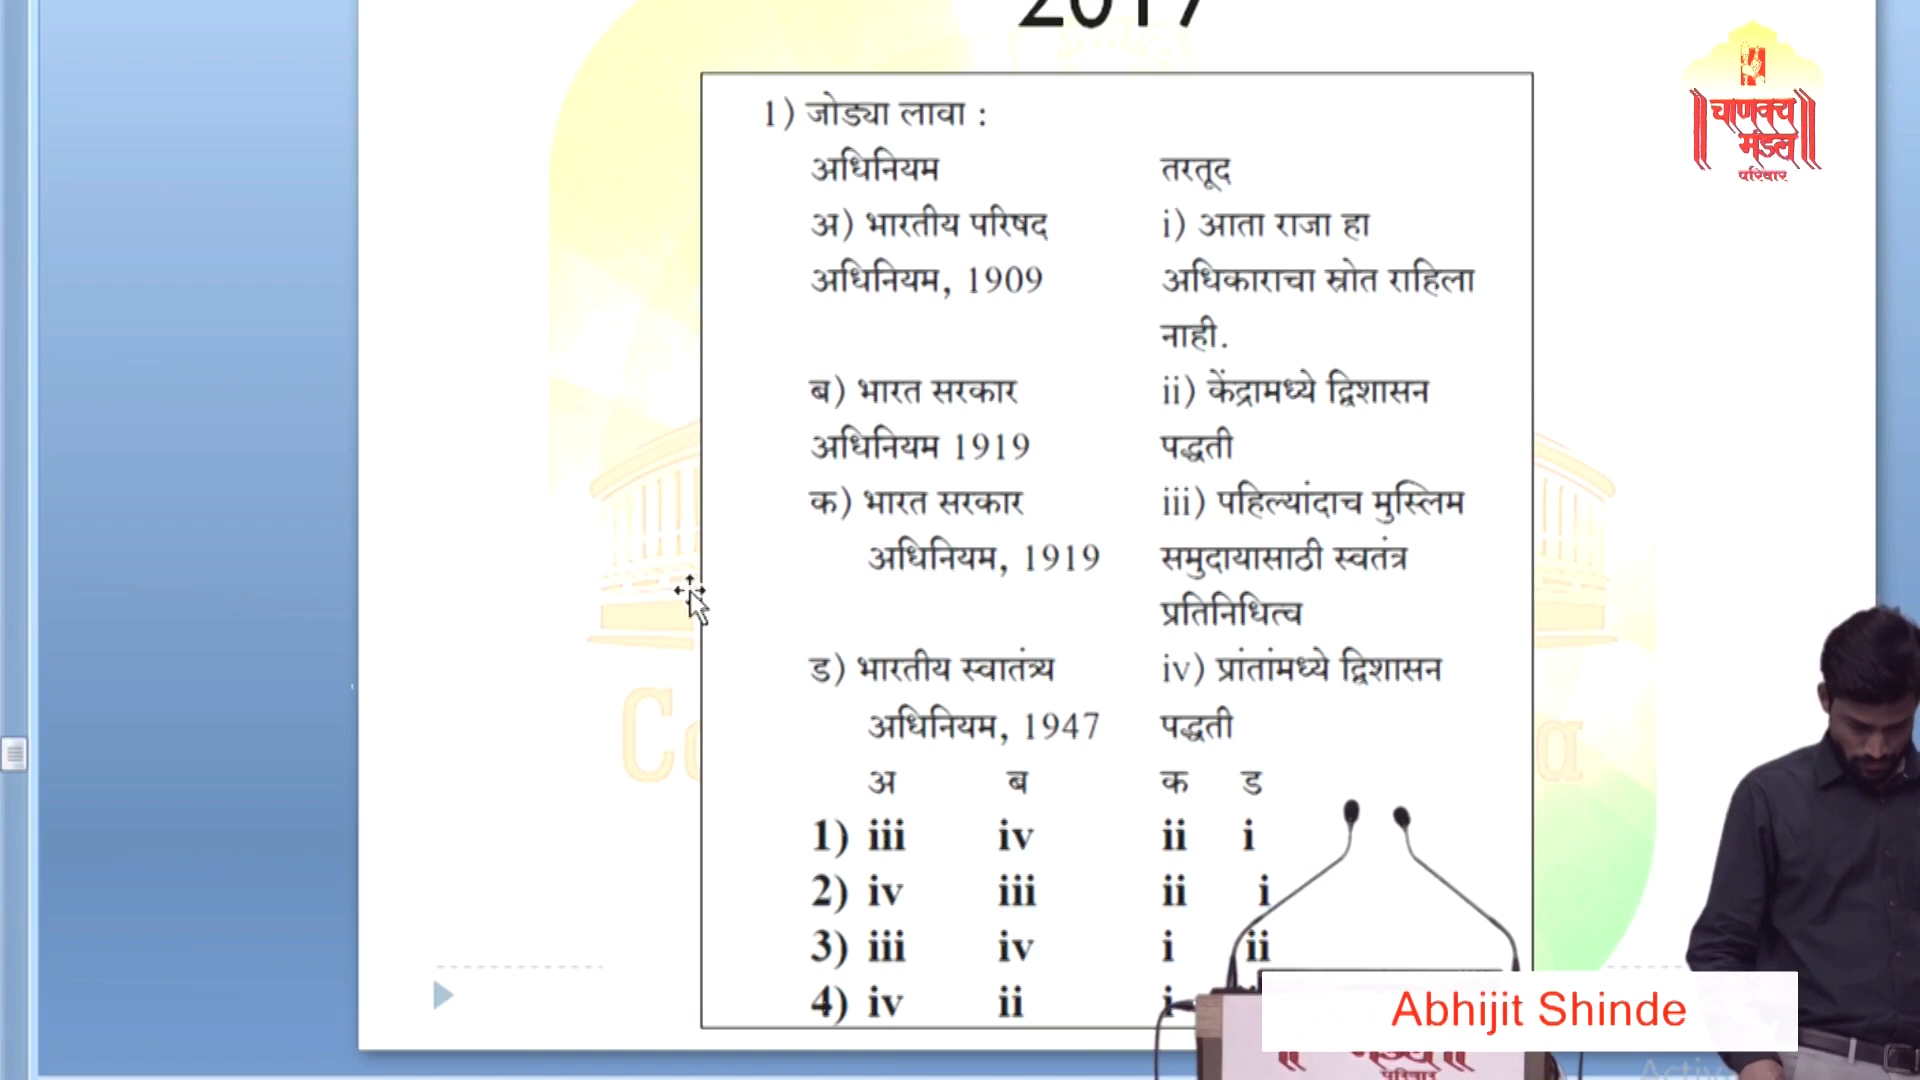 2017
1) जोड्या लावा :
अधिनियम तरतूद
अ) भारतीय परिषद i) आता राजा हा
अधिनियम, 1909 अधिकाराचा स्रोत राहिला
नाही.
ब) भारत सरकार ii) केंद्रामध्ये द्विशासन
अधिनियम 1919 पद्धती
क) भारत सरकार iii) पहिल्यांदाच मुस्लिम
अधिनियम, 1919 समुदायासाठी स्वतंत्र
प्रतिनिधित्व
ड) भारतीय स्वातंत्र्य iv) प्रांतांमध्ये द्विशासन
अधिनियम, 1947 पद्धती
अ ब क ड
1) iii iv ii i
2) iv iii ii i
3) iii iv i ii
4) iv ii i
चाणक्य
मंडल
परिवार
Abhijit Shinde
परिवार